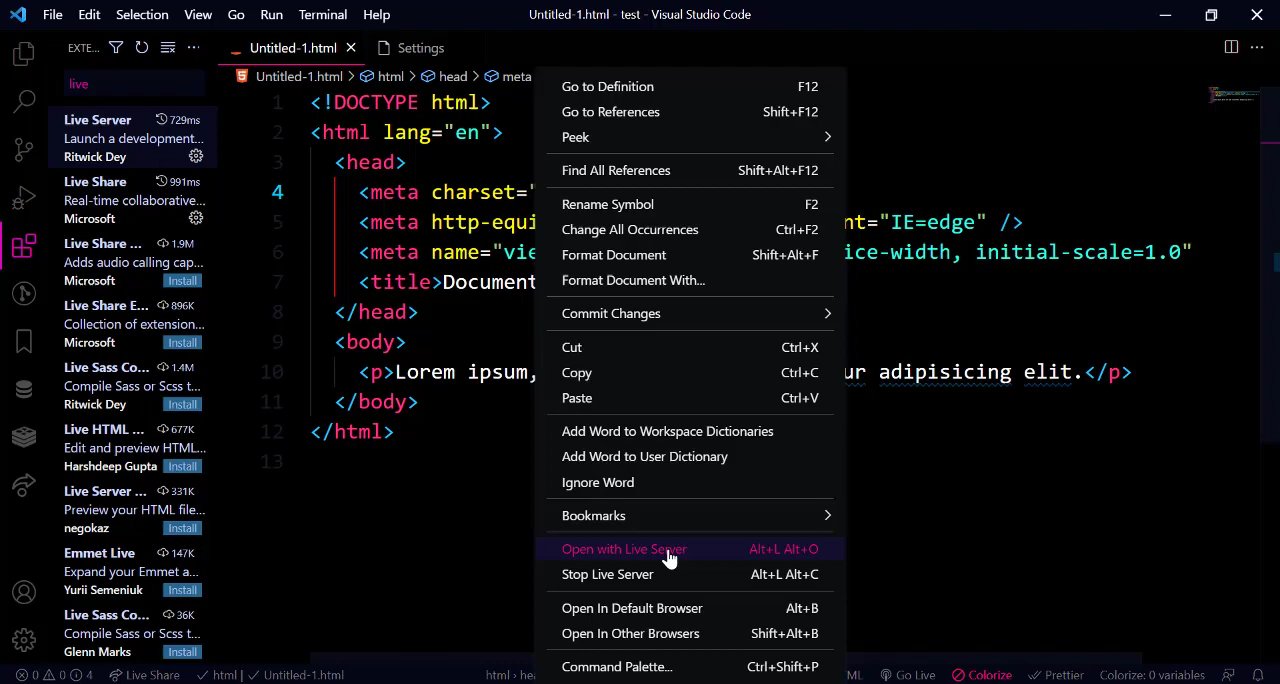 File Edit Selection View Go Run Terminal Help Untitled-1.html - test - Visual Studio Code
EXTE... Untitled-1.html Settings
live
Untitled-1.html > html > head > meta
Live Server 729ms
Launch a development...
Ritwick Dey
Live Share 991ms
Real-time collaborative...
Microsoft
Live Share ... 1.9M
Adds audio calling cap...
Microsoft Install
Live Share E... 896K
Collection of extension...
Microsoft Install
Live Sass Co... 1.4M
Compile Sass or Scss t...
Ritwick Dey Install
Live HTML ... 677K
Edit and preview HTML...
Harshdeep Gupta Install
Live Server ... 331K
Preview your HTML file...
negokaz Install
Emmet Live 147K
Expand your Emmet a...
Yurii Semeniuk Install
Live Sass Co... 36K
Compile Sass or Scss t...
Glenn Marks Install
1 <!DOCTYPE html>
2 <html lang="en">
3 <head>
4 <meta charset="
5 <meta http-equi nt="IE=edge" />
6 <meta name="vie ice-width, initial-scale=1.0"
7 <title>Document
8 </head>
9 <body>
10 <p>Lorem ipsum, ur adipisicing elit.</p>
11 </body>
12 </html>
13
Go to Definition F12
Go to References Shift+F12
Peek >
Find All References Shift+Alt+F12
Rename Symbol F2
Change All Occurrences Ctrl+F2
Format Document Shift+Alt+F
Format Document With...
Commit Changes >
Cut Ctrl+X
Copy Ctrl+C
Paste Ctrl+V
Add Word to Workspace Dictionaries
Add Word to User Dictionary
Ignore Word
Bookmarks >
Open with Live Server Alt+L Alt+O
Stop Live Server Alt+L Alt+C
Open In Default Browser Alt+B
Open In Other Browsers Shift+Alt+B
Command Palette... Ctrl+Shift+P
0 0 4 Live Share html | Untitled-1.html html > hea ML Go Live Colorize Prettier Colorize: 0 variables